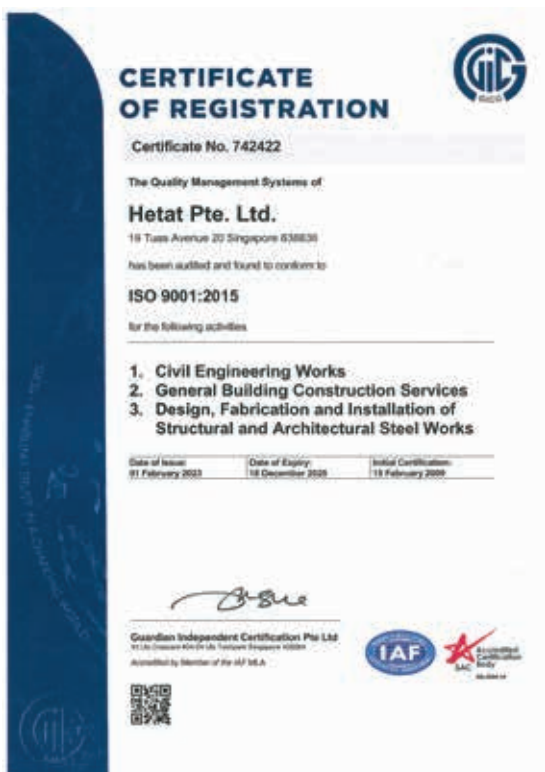 CERTIFICATE
OF REGISTRATION
Certificate No. 742422
The Quality Management Systems of
Hetat Pte. Ltd.
19 Tuas Avenue 20 Singapore
has been audited and found to conform to
ISO 9001:2015
for the following activities
1. Civil Engineering Works
2. General Building Construction Services
3. Design, Fabrication and Installation of
Structural and Architectural Steel Works
Date of Issue: Date of Expiry: Initial Certification:
01 February 2023 18 December 2025 February 2009
Guardian Independent Certification Pte Ltd
Accredited by Member of the IAF MLA
IAF
SAC
Accredited
Certification
Body